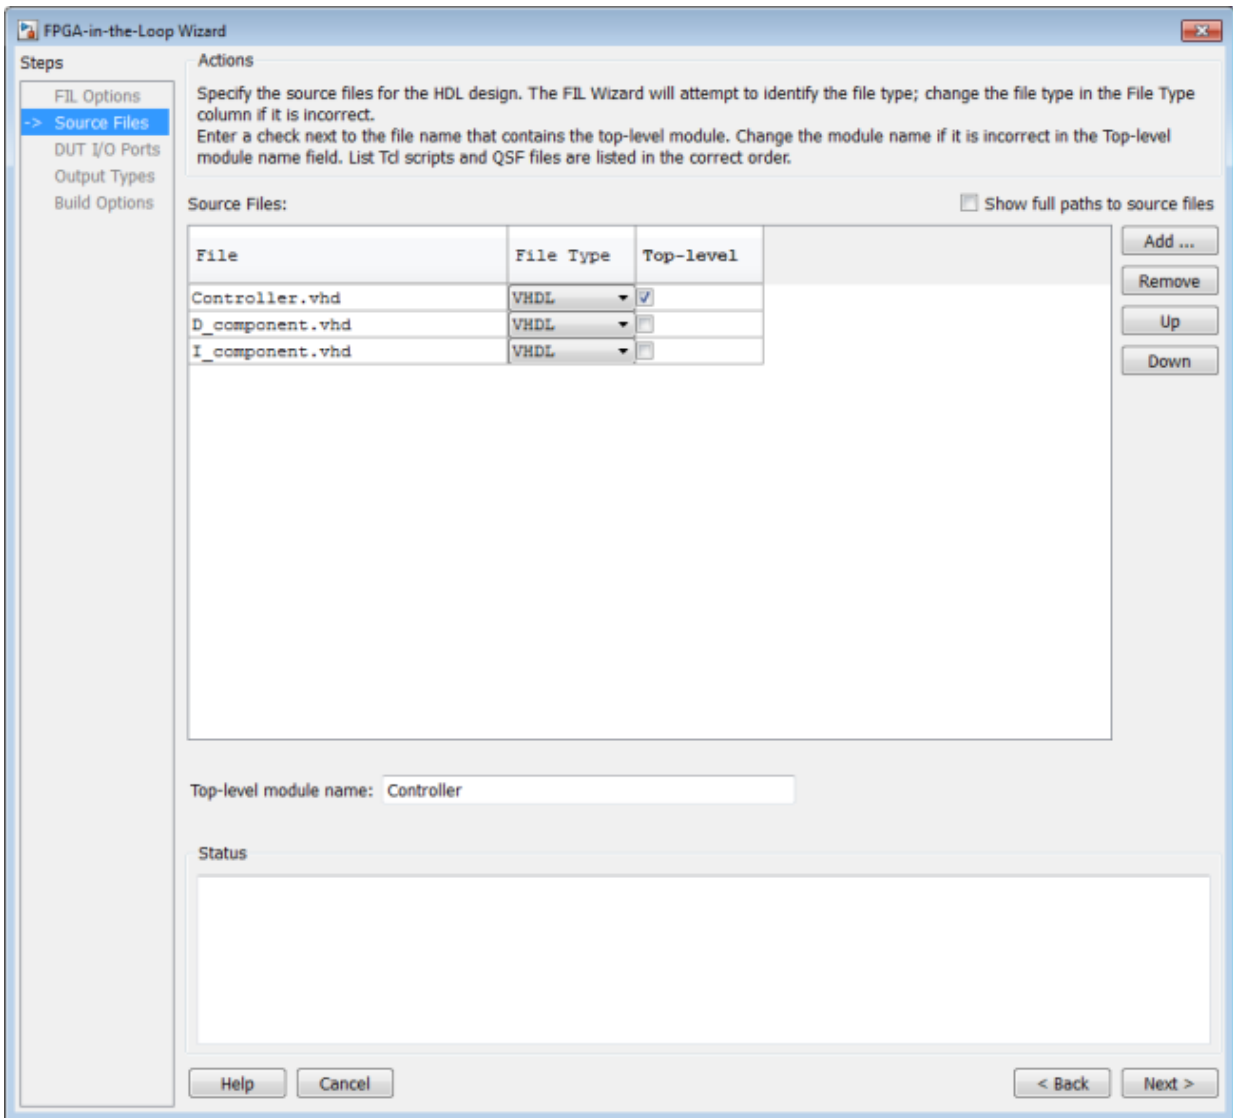 FPGA-in-the-Loop Wizard
Steps
FIL Options
-> Source Files
DUT I/O Ports
Output Types
Build Options
Actions
Specify the source files for the HDL design. The FIL Wizard will attempt to identify the file type; change the file type in the File Type
column if it is incorrect.
Enter a check next to the file name that contains the top-level module. Change the module name if it is incorrect in the Top-level
module name field. List Tcl scripts and QSF files are listed in the correct order.
Source Files:
Show full paths to source files
File File Type Top-level
Controller.vhd VHDL
D_component.vhd VHDL
I_component.vhd VHDL
Add ...
Remove
Up
Down
Top-level module name: Controller
Status
Help Cancel < Back Next >